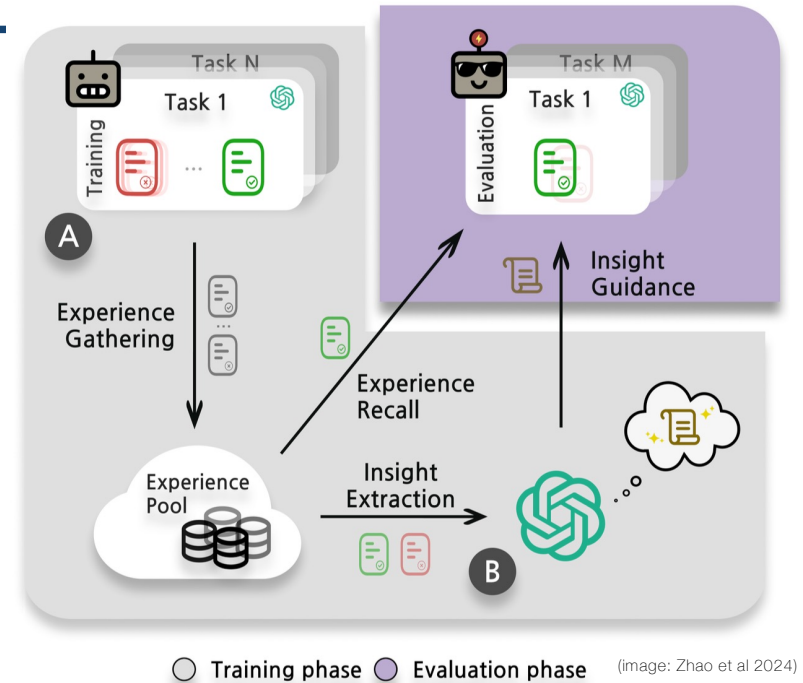 Task N
Task 1
Training
...
A
Task M
Task 1
Evaluation
Experience
Gathering
...
Insight
Guidance
Experience
Recall
Experience
Pool
Insight
Extraction
B
Training phase
Evaluation phase
(image: Zhao et al 2024)